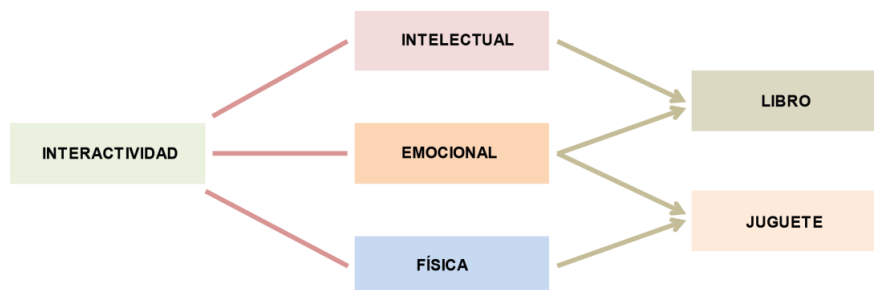 INTERACTIVIDAD
INTELECTUAL
EMOCIONAL
FÍSICA
LIBRO
JUGUETE